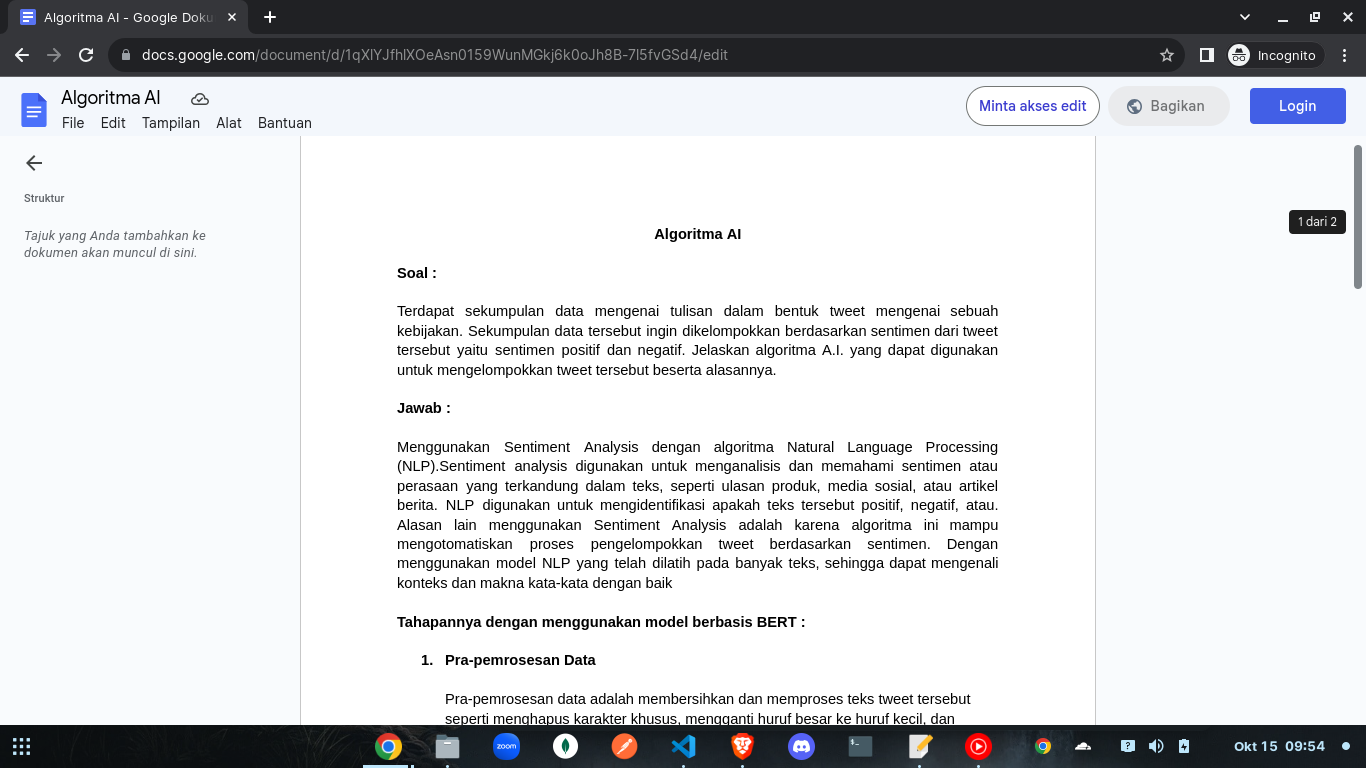 Algoritma AI - Google Doku
docs.google.com/document/d/1qXlYJfhlXOeAsn0159WunMGkj6k0oJh8B-7l5fvGSd4/edit
Incognito
Algoritma AI
Minta akses edit
Bagikan
Login
File Edit Tampilan Alat Bantuan
Struktur
Tajuk yang Anda tambahkan ke
dokumen akan muncul di sini.
1 dari 2
Algoritma AI
Soal :
Terdapat sekumpulan data mengenai tulisan dalam bentuk tweet mengenai sebuah
kebijakan. Sekumpulan data tersebut ingin dikelompokkan berdasarkan sentimen dari tweet
tersebut yaitu sentimen positif dan negatif. Jelaskan algoritma A.I. yang dapat digunakan
untuk mengelompokkan tweet tersebut beserta alasannya.
Jawab :
Menggunakan Sentiment Analysis dengan algoritma Natural Language Processing
(NLP).Sentiment analysis digunakan untuk menganalisis dan memahami sentimen atau
perasaan yang terkandung dalam teks, seperti ulasan produk, media sosial, atau artikel
berita. NLP digunakan untuk mengidentifikasi apakah teks tersebut positif, negatif, atau.
Alasan lain menggunakan Sentiment Analysis adalah karena algoritma ini mampu
mengotomatiskan proses pengelompokkan tweet berdasarkan sentimen. Dengan
menggunakan model NLP yang telah dilatih pada banyak teks, sehingga dapat mengenali
konteks dan makna kata-kata dengan baik
Tahapannya dengan menggunakan model berbasis BERT :
1. Pra-pemrosesan Data
Pra-pemrosesan data adalah membersihkan dan memproses teks tweet tersebut
seperti menghapus karakter khusus, mengganti huruf besar ke huruf kecil, dan
zoom
Okt 15 09:54